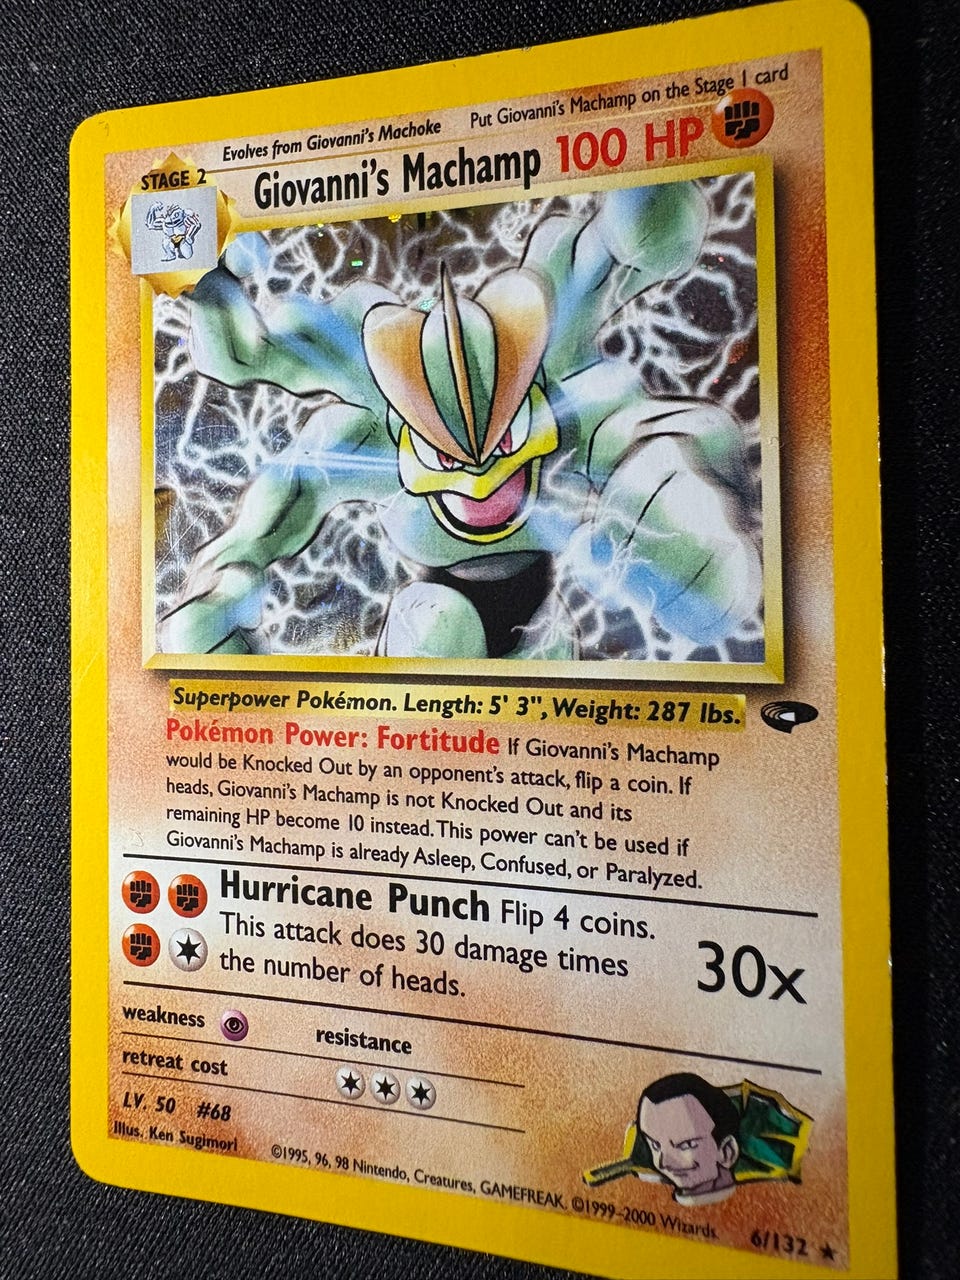 Evolves from Giovanni's Machoke Put Giovanni's Machamp on the Stage 1 card
STAGE 2
Giovanni's Machamp 100 HP
Superpower Pokémon. Length: 5' 3", Weight: 287 lbs.
Pokémon Power: Fortitude If Giovanni's Machamp
would be Knocked Out by an opponent's attack, flip a coin. If
heads, Giovanni's Machamp is not Knocked Out and its
remaining HP become 10 instead. This power can't be used if
Giovanni's Machamp is already Asleep, Confused, or Paralyzed.
Hurricane Punch Flip 4 coins.
This attack does 30 damage times
the number of heads.
30x
weakness
resistance
retreat cost
LV. 50 #68
Illus. Ken Sugimori
©1995, 96, 98 Nintendo, Creatures, GAMEFREAK. ©1999-2000 Wizards.
6/132 ★